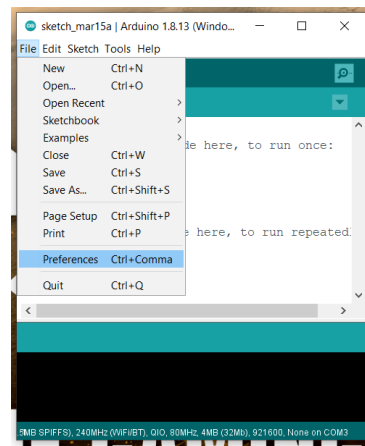 sketch_mar15a | Arduino 1.8.13 (Windo...
File Edit Sketch Tools Help
New Ctrl+N
Open... Ctrl+O
Open Recent >
Sketchbook >
Examples >
de here, to run once:
Close Ctrl+W
Save Ctrl+S
Save As... Ctrl+Shift+S
Page Setup Ctrl+Shift+P
Print Ctrl+P
e here, to run repeatedl
Preferences Ctrl+Comma
Quit Ctrl+Q
5MB SPIFFS), 240MHz (WiFi/BT), QIO, 80MHz, 4MB (32Mb), 921600, None on COM3